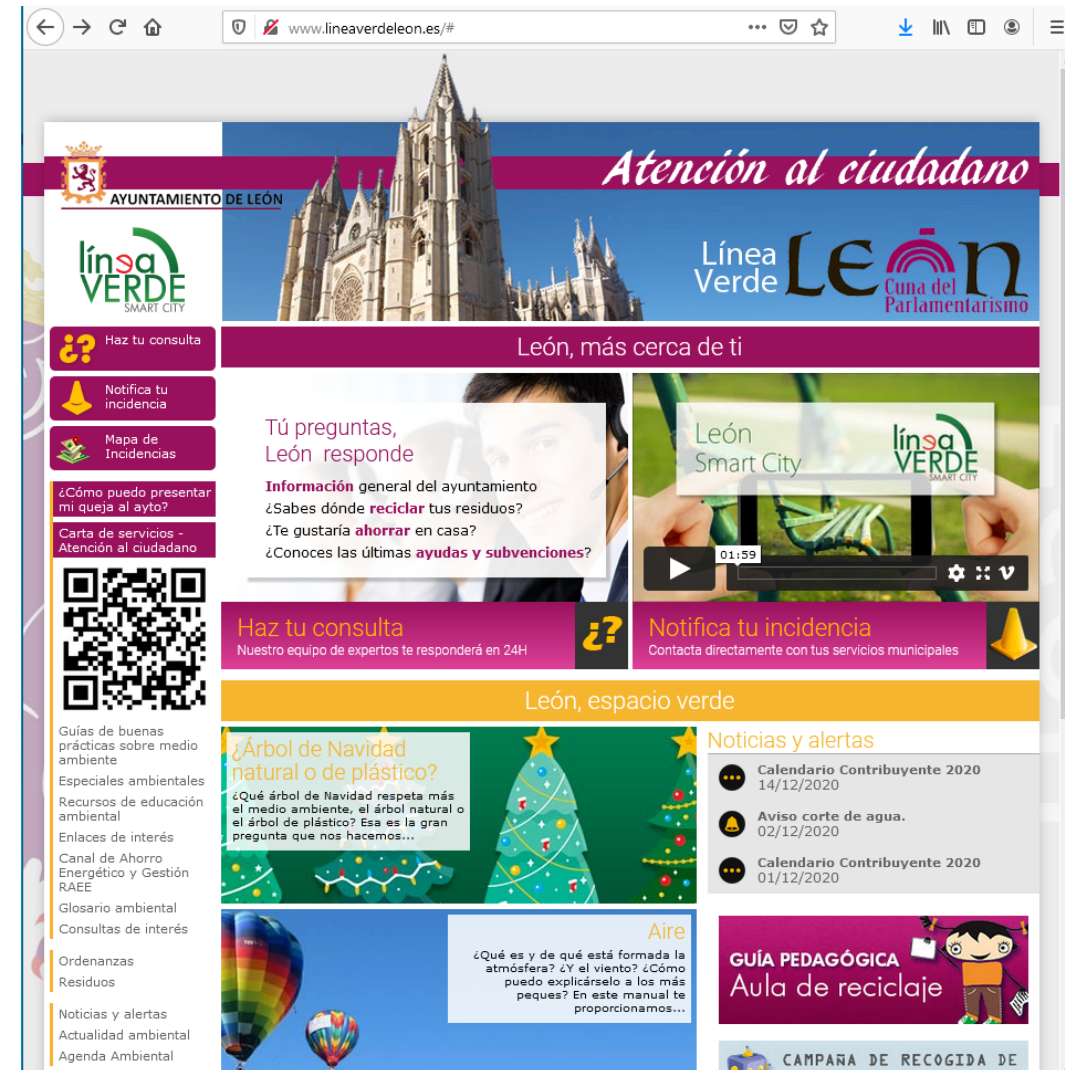 www.lineaverdeleon.es/#
Atención al ciudadano
AYUNTAMIENTO DE LEÓN
línea
VERDE
SMART CITY
Línea
Verde
LEÓN
Cuna del
Parlamentarismo
Haz tu consulta
Notifica tu
incidencia
Mapa de
Incidencias
¿Cómo puedo presentar
mi queja al ayto?
Carta de servicios -
Atención al ciudadano
Guías de buenas
prácticas sobre medio
ambiente
Especiales ambientales
Recursos de educación
ambiental
Enlaces de interés
Canal de Ahorro
Energético y Gestión
RAEE
Glosario ambiental
Consultas de interés
Ordenanzas
Residuos
Noticias y alertas
Actualidad ambiental
Agenda Ambiental
León, más cerca de ti
Tú preguntas,
León responde
Información general del ayuntamiento
¿Sabes dónde reciclar tus residuos?
¿Te gustaría ahorrar en casa?
¿Conoces las últimas ayudas y subvenciones?
Haz tu consulta
Nuestro equipo de expertos te responderá en 24H
León
Smart City
línea
VERDE
SMART CITY
01:59
Notifica tu incidencia
Contacta directamente con tus servicios municipales
León, espacio verde
¿Árbol de Navidad
natural o de plástico?
¿Qué árbol de Navidad respeta más
el medio ambiente, el árbol natural o
el árbol de plástico? Esa es la gran
pregunta que nos hacemos...
Noticias y alertas
Calendario Contribuyente 2020
14/12/2020
Aviso corte de agua.
02/12/2020
Calendario Contribuyente 2020
01/12/2020
Aire
¿Qué es y de qué está formada la
atmósfera? ¿Y el viento? ¿Cómo
puedo explicárselo a los más
peques? En este manual te
proporcionamos...
GUÍA PEDAGÓGICA
Aula de reciclaje
CAMPAÑA DE RECOGIDA DE